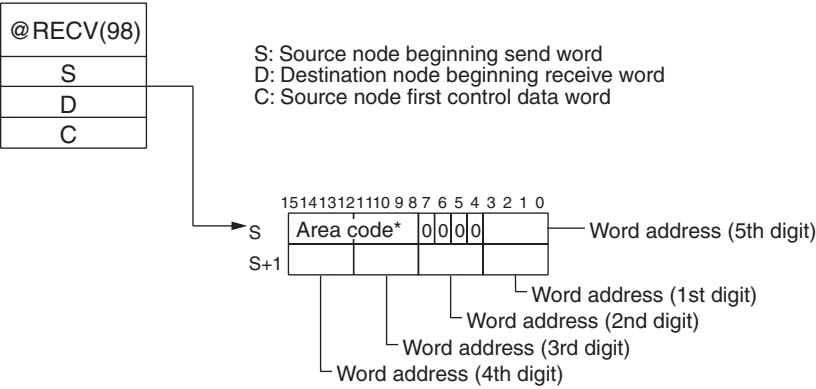 @RECV(98)
S
D
C
S: Source node beginning send word
D: Destination node beginning receive word
C: Source node first control data word
15 14 13 12 11 10 9 8 7 6 5 4 3 2 1 0
S Area code* 0 0 0 0 Word address (5th digit)
S+1
Word address (1st digit)
Word address (2nd digit)
Word address (3rd digit)
Word address (4th digit)